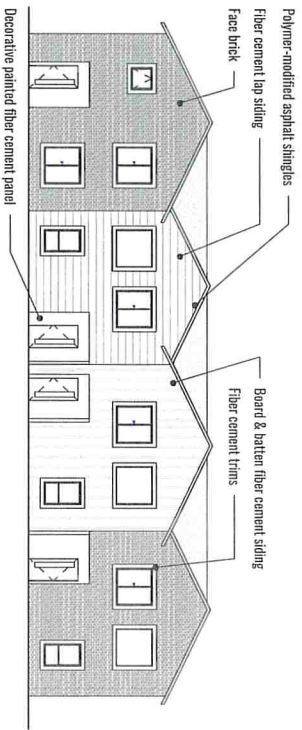 Polymer-modified asphalt shingles
Fiber cement lap siding
Face brick
Board & batten fiber cement siding
Fiber cement trims
Decorative painted fiber cement panel